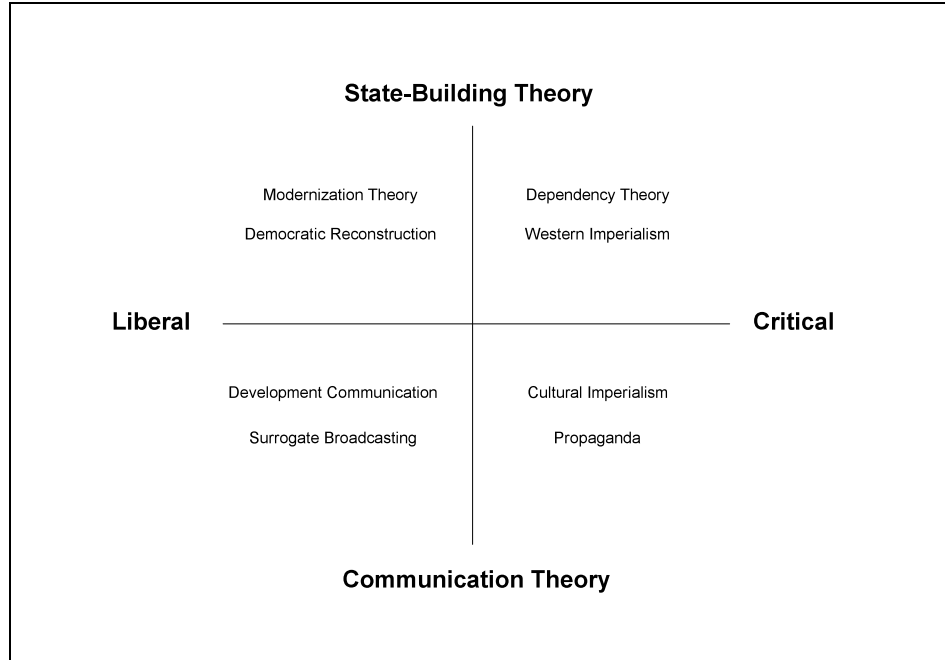 State-Building Theory
Modernization Theory
Dependency Theory
Democratic Reconstruction
Western Imperialism
Liberal
Critical
Development Communication
Cultural Imperialism
Surrogate Broadcasting
Propaganda
Communication Theory